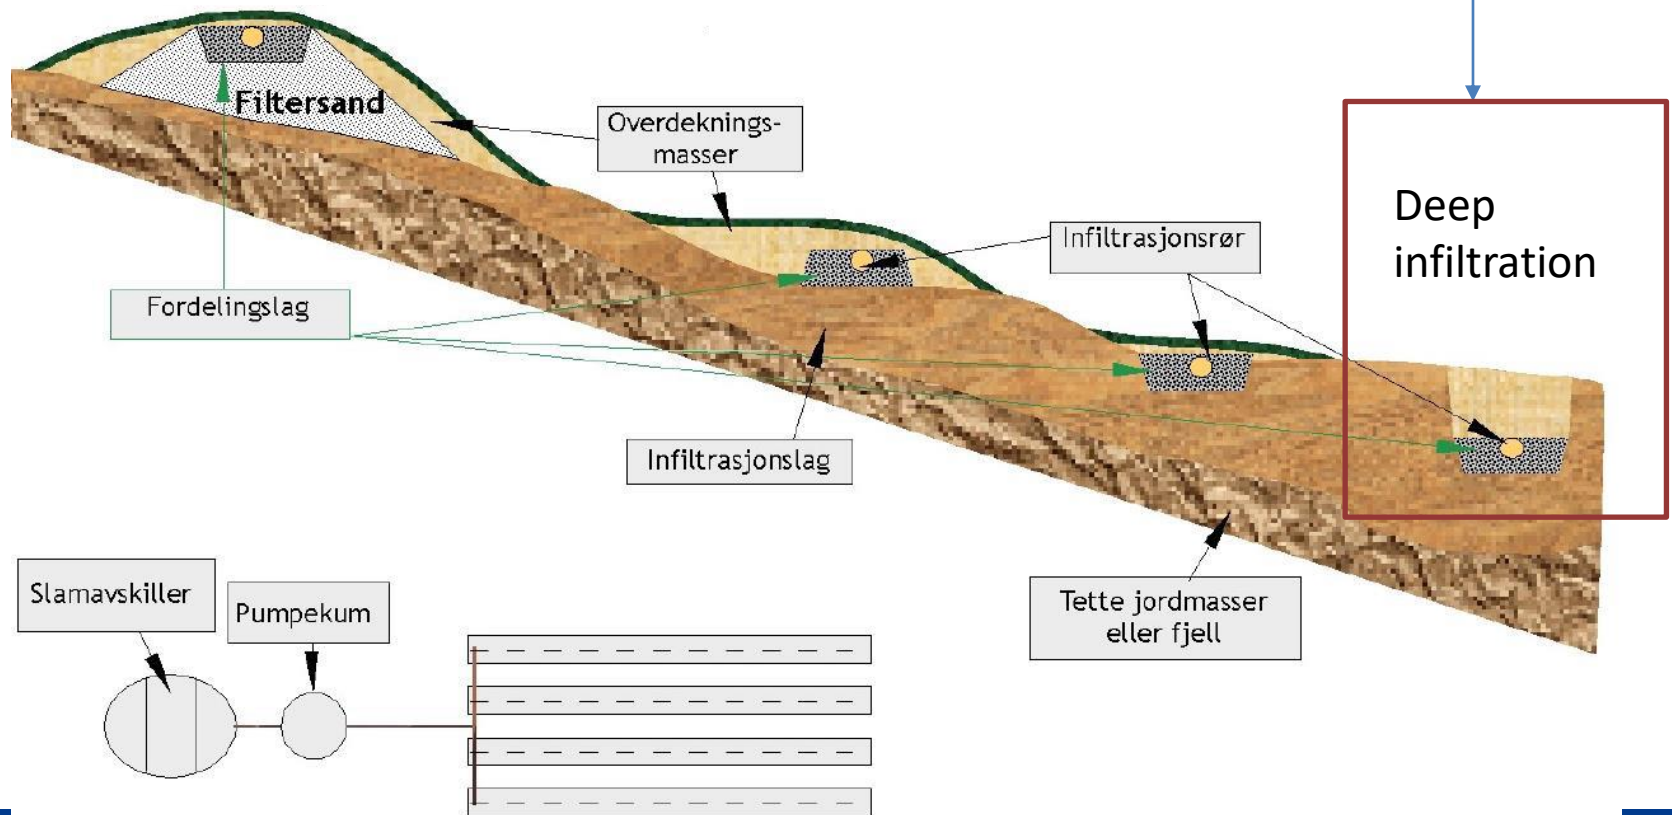 Filtersand
Overdeknings-
masser
Deep
infiltration
Infiltrasjonsrør
Fordelingslag
Infiltrasjonslag
Slamavskiller
Pumpekum
Tette jordmasser
eller fjell